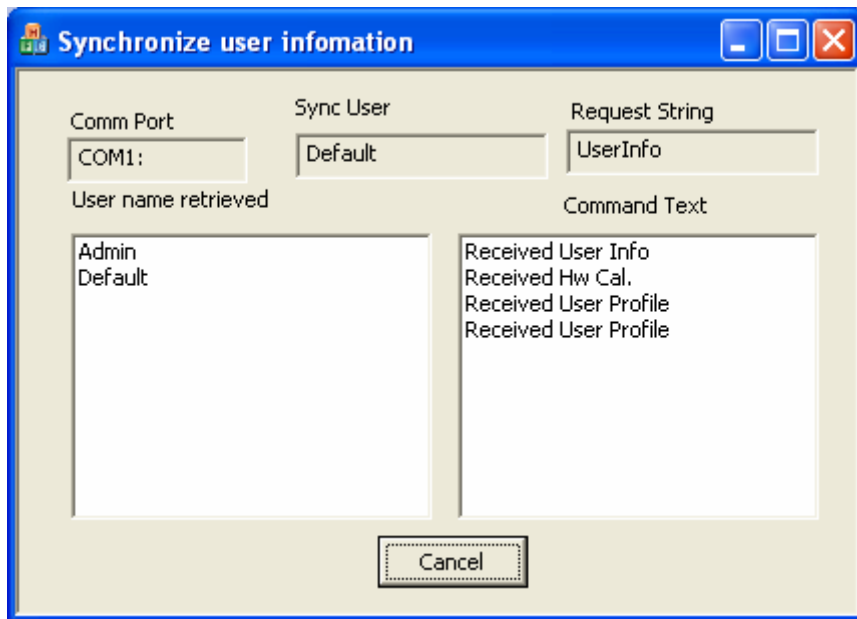 Synchronize user infomation
Comm Port
Sync User
Request String
COM1:
Default
UserInfo
User name retrieved
Command Text
Admin
Default
Received User Info
Received Hw Cal.
Received User Profile
Received User Profile
Cancel